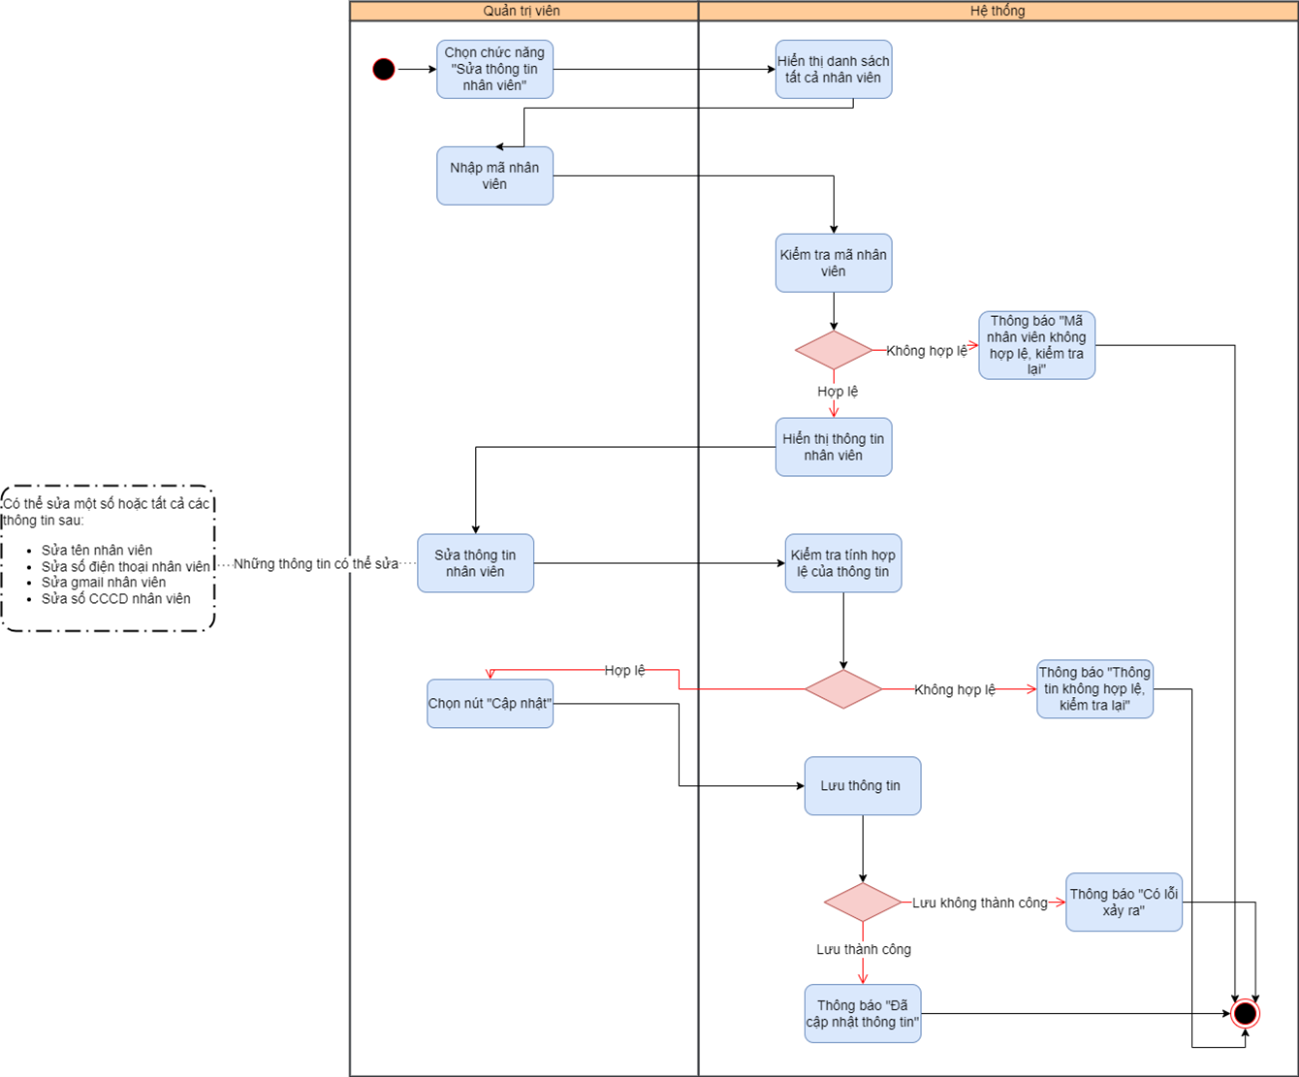 Quản trị viên
Hệ thống
Chọn chức năng
"Sửa thông tin
nhân viên"
Hiển thị danh sách
tất cả nhân viên
Nhập mã nhân
viên
Kiểm tra mã nhân
viên
Không hợp lệ
Thông báo "Mã
nhân viên không
hợp lệ, kiểm tra
lại"
Hợp lệ
Hiển thị thông tin
nhân viên
Có thể sửa một số hoặc tất cả các
thông tin sau:
• Sửa tên nhân viên
• Sửa số điện thoại nhân viên
• Sửa gmail nhân viên
• Sửa số CCCD nhân viên
Những thông tin có thể sửa
Sửa thông tin
nhân viên
Kiểm tra tính hợp
lệ của thông tin
Hợp lệ
Chọn nút "Cập nhật"
Không hợp lệ
Thông báo "Thông
tin không hợp lệ,
kiểm tra lại"
Lưu thông tin
Lưu không thành công
Thông báo "Có lỗi
xảy ra"
Lưu thành công
Thông báo "Đã
cập nhật thông tin"